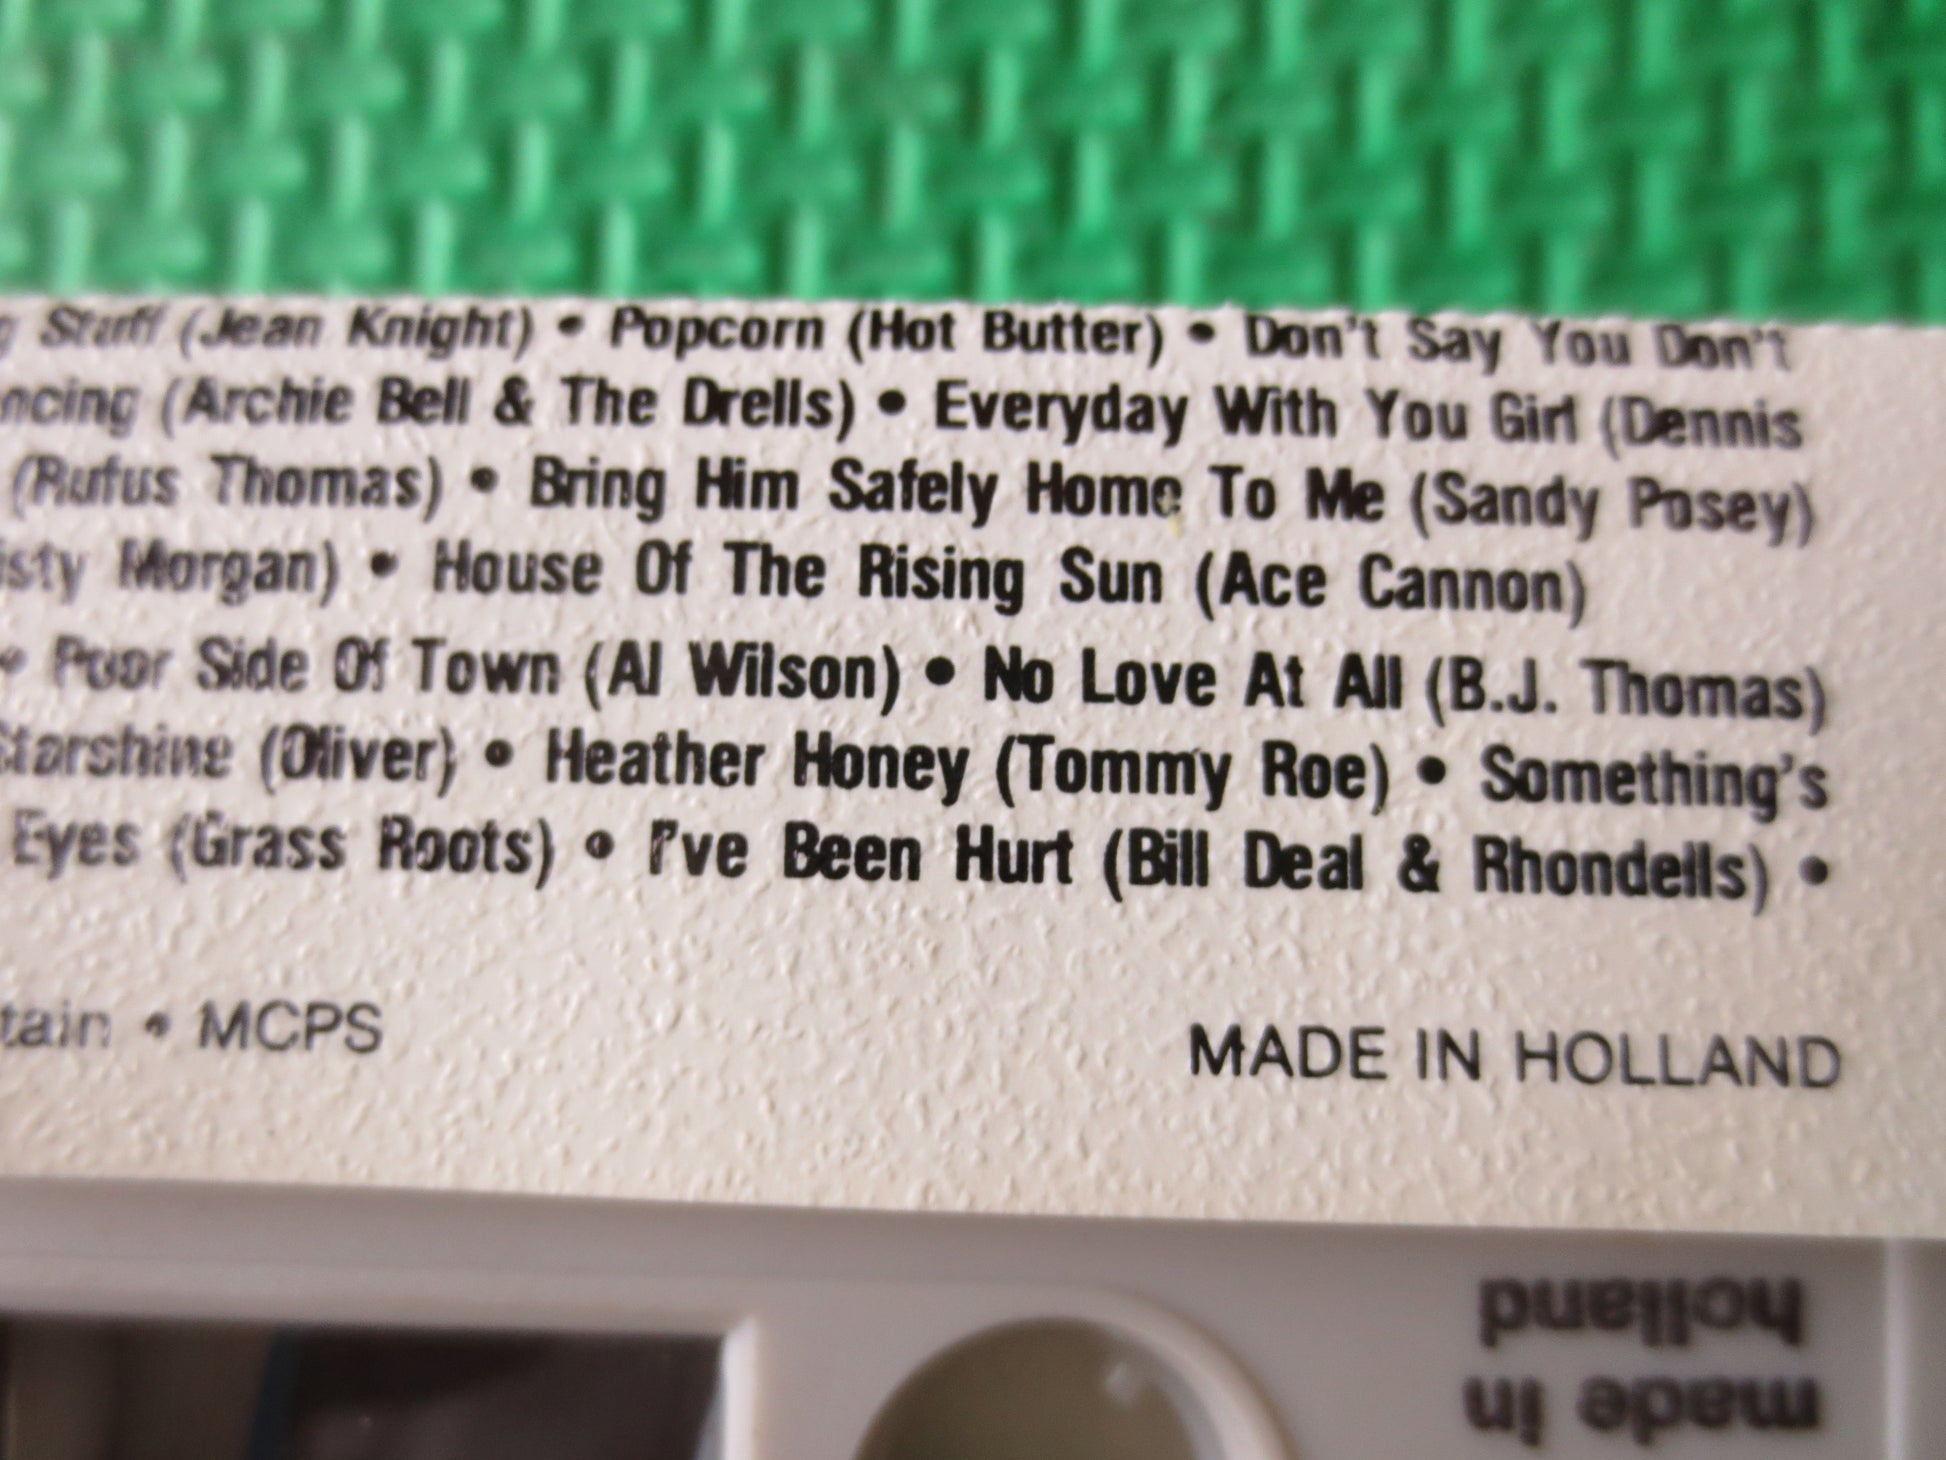 g Stuff (Jean Knight) • Popcorn (Hot Butter) • Don't Say You Don't
ncing (Archie Bell & The Drells) • Everyday With You Girl (Dennis
(Rufus Thomas) • Bring Him Safely Home To Me (Sandy Posey)
isty Morgan) • House Of The Rising Sun (Ace Cannon)
• Poor Side Of Town (Al Wilson) • No Love At All (B.J. Thomas)
Starshine (Oliver) • Heather Honey (Tommy Roe) • Something's
Eyes (Grass Roots) • I've Been Hurt (Bill Deal & Rhondells) •
tain • MCPS
MADE IN HOLLAND
made in
holland